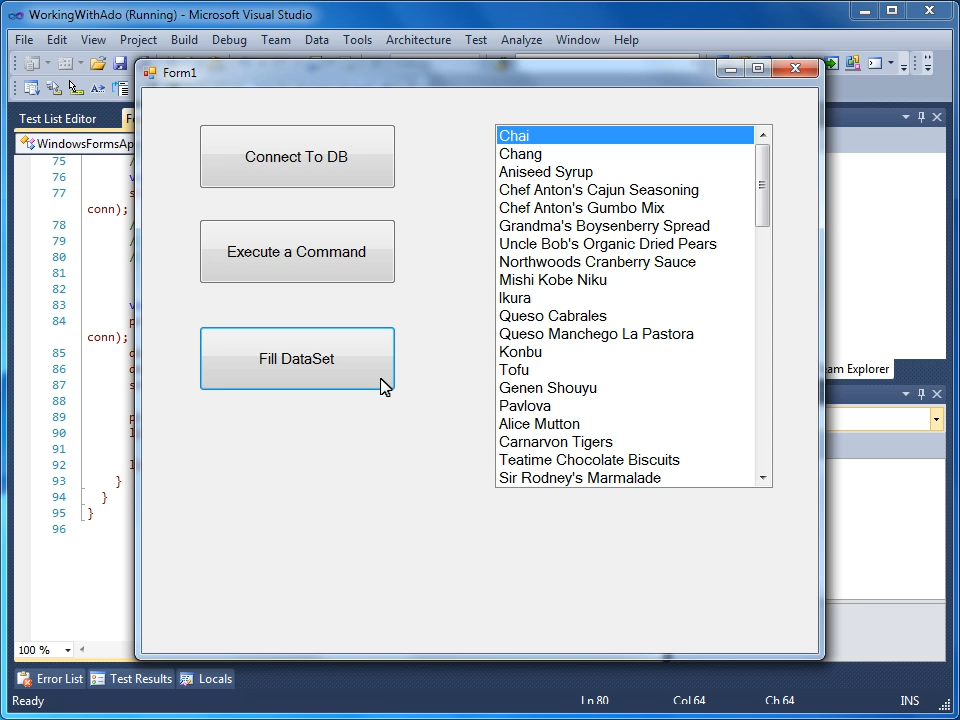 WorkingWithAdo (Running) - Microsoft Visual Studio
File Edit View Project Build Debug Team Data Tools Architecture Test Analyze Window Help
Form1
Test List Editor
WindowsFormsAp
Connect To DB
Execute a Command
Fill DataSet
Chai
Chang
Aniseed Syrup
Chef Anton's Cajun Seasoning
Chef Anton's Gumbo Mix
Grandma's Boysenberry Spread
Uncle Bob's Organic Dried Pears
Northwoods Cranberry Sauce
Mishi Kobe Niku
Ikura
Queso Cabrales
Queso Manchego La Pastora
Konbu
Tofu
Genen Shouyu
Pavlova
Alice Mutton
Carnarvon Tigers
Teatime Chocolate Biscuits
Sir Rodney's Marmalade
75
76
77
conn);
78
79
80
81
82
83
84
conn);
85
86
87
88
89
90
91
92
93 }
94 }
95 }
96
am Explorer
100 %
Error List Test Results Locals
Ready Ln 80 Col 64 Ch 64 INS